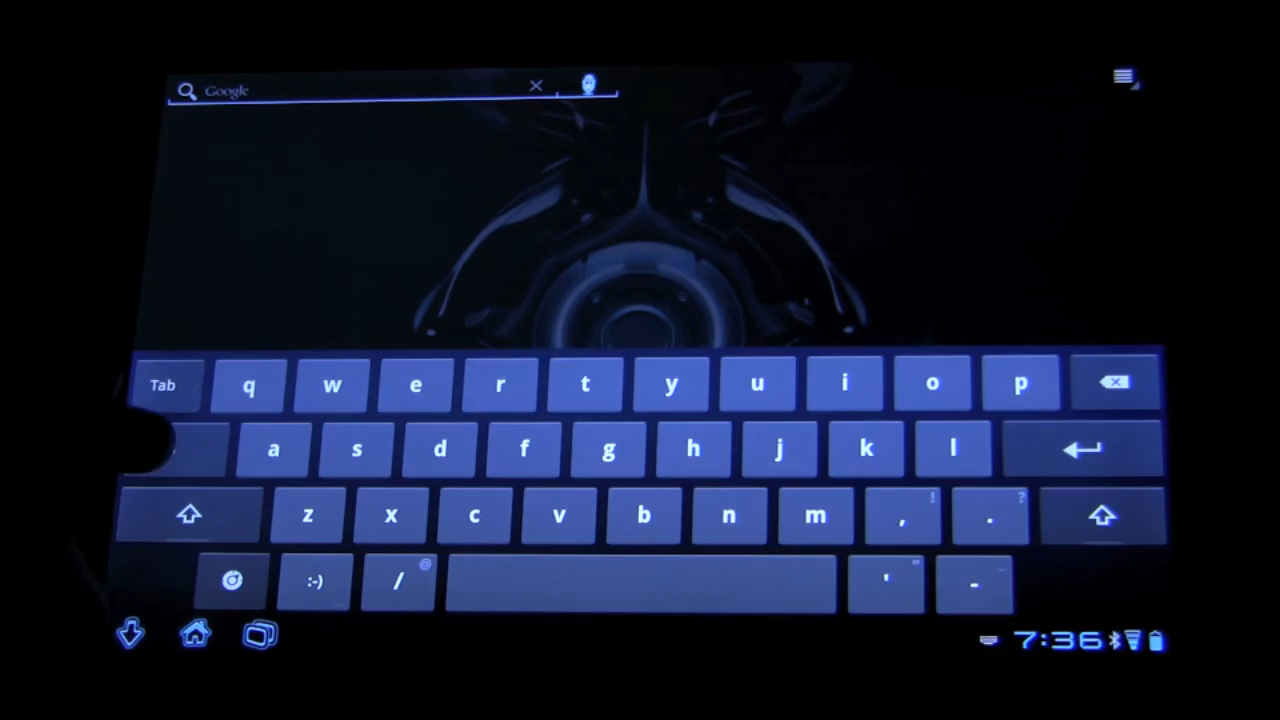 Google
Tab q w e r t y u i o p
a s d f g h j k l
z x c v b n m , ! . ?
:-) / @ ' " - _
7:36